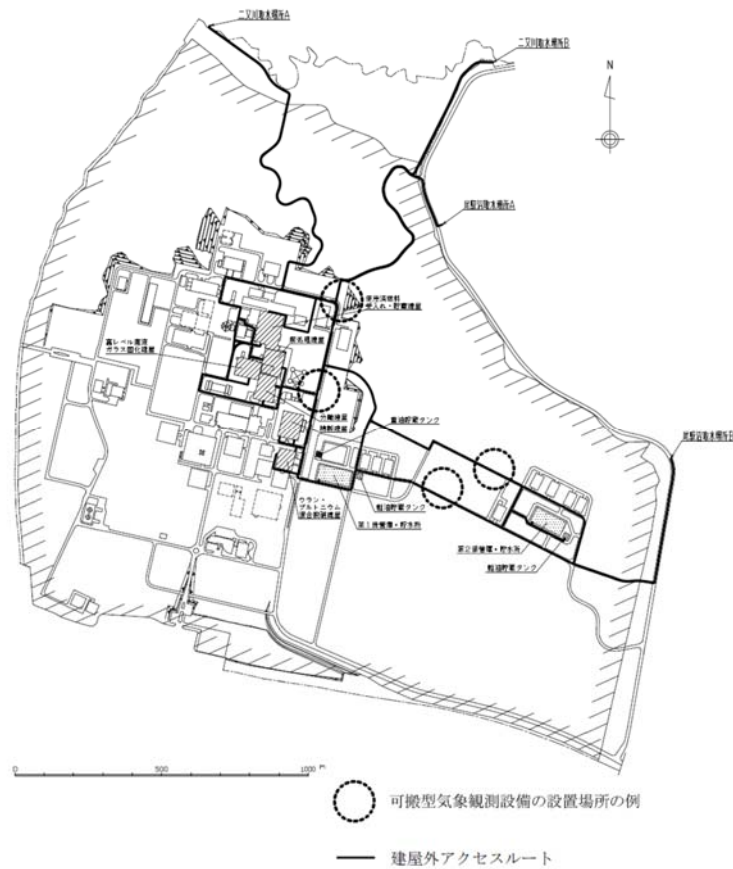 二又川取水場所A
二又川取水場所B
N
尾駮沼取水場所A
使用済燃料
受入れ・貯蔵建屋
前処理建屋
高レベル廃液
ガラス固化建屋
分離建屋
精製建屋
重油貯蔵タンク
尾駮沼取水場所B
ウラン・
プルトニウム
混合脱硝建屋
軽油貯蔵タンク
第1保管庫・貯水所
第2保管庫・貯水所
軽油貯蔵タンク
0 500 1000 m
可搬型気象観測設備の設置場所の例
建屋外アクセスルート